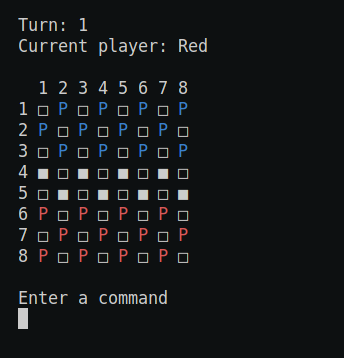 Turn: 1
Current player: Red
1 2 3 4 5 6 7 8
1 □ P □ P □ P □ P
2 P □ P □ P □ P □
3 □ P □ P □ P □ P
4 ■ □ ■ □ ■ □ ■ □
5 □ ■ □ ■ □ ■ □ ■
6 P □ P □ P □ P □
7 □ P □ P □ P □ P
8 P □ P □ P □ P □
Enter a command